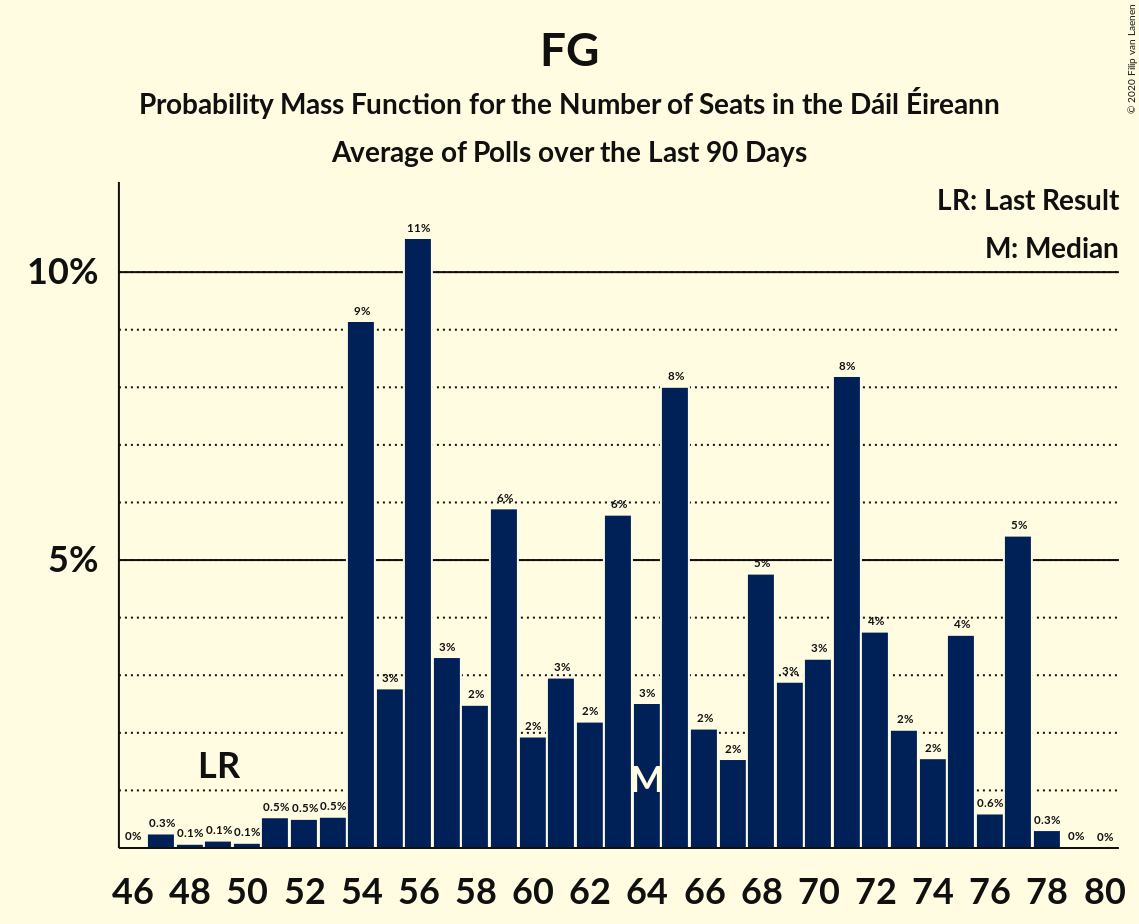 FG
Probability Mass Function for the Number of Seats in the Dáil Éireann
Average of Polls over the Last 90 Days
© 2020 Filip van Laenen
LR: Last Result
M: Median
10%
5%
0% 0.3% 0.1% 0.1% 0.1% 0.5% 0.5% 0.5% 9% 3% 11% 3% 2% 6% 2% 3% 2% 6% 3% 8% 2% 2% 5% 3% 3% 8% 4% 2% 2% 4% 0.6% 5% 0.3% 0% 0%
LR
M
46 48 50 52 54 56 58 60 62 64 66 68 70 72 74 76 78 80